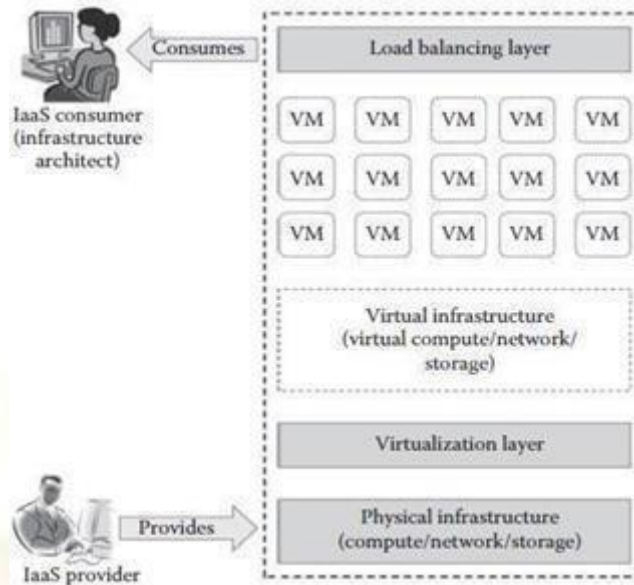 Consumes
Load balancing layer
IaaS consumer
(infrastructure
architect)
VM VM VM VM VM
VM VM VM VM VM
VM VM VM VM VM
Virtual infrastructure
(virtual compute/network/
storage)
Virtualization layer
Provides
Physical infrastructure
(compute/network/storage)
IaaS provider